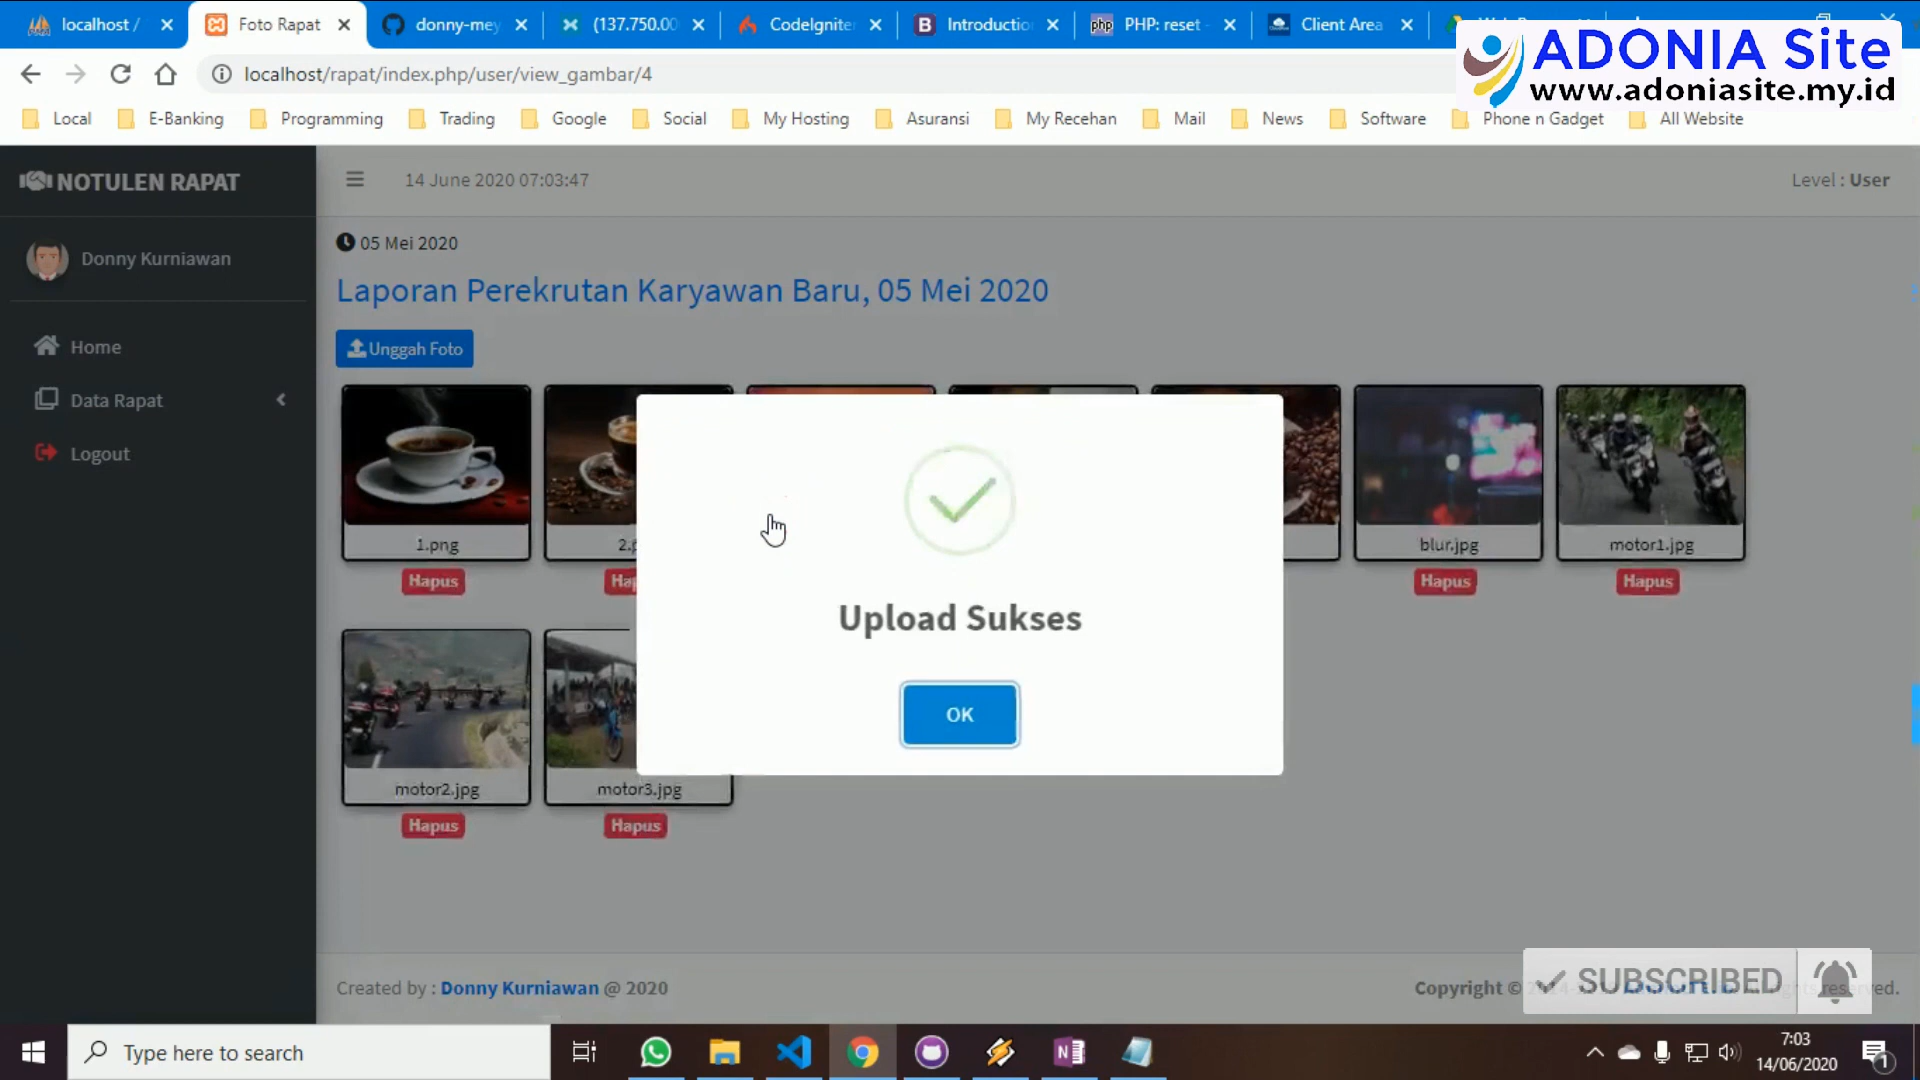 localhost /
Foto Rapat
donny-mey
(137.750.00
CodeIgniter
Introductio
PHP: reset -
Client Area
ADONIA Site
www.adoniasite.my.id
localhost/rapat/index.php/user/view_gambar/4
Local
E-Banking
Programming
Trading
Google
Social
My Hosting
Asuransi
My Recehan
Mail
News
Software
Phone n Gadget
All Website
NOTULEN RAPAT
14 June 2020 07:03:47
Level : User
Donny Kurniawan
05 Mei 2020
Laporan Perekrutan Karyawan Baru, 05 Mei 2020
Unggah Foto
Home
Data Rapat
Logout
1.png
blur.jpg
motor1.jpg
Hapus
Hapus
Hapus
Upload Sukses
OK
motor2.jpg
motor3.jpg
Hapus
Hapus
Created by : Donny Kurniawan @ 2020
Copyright ©
reserved.
SUBSCRIBED
Type here to search
7:03
14/06/2020
1